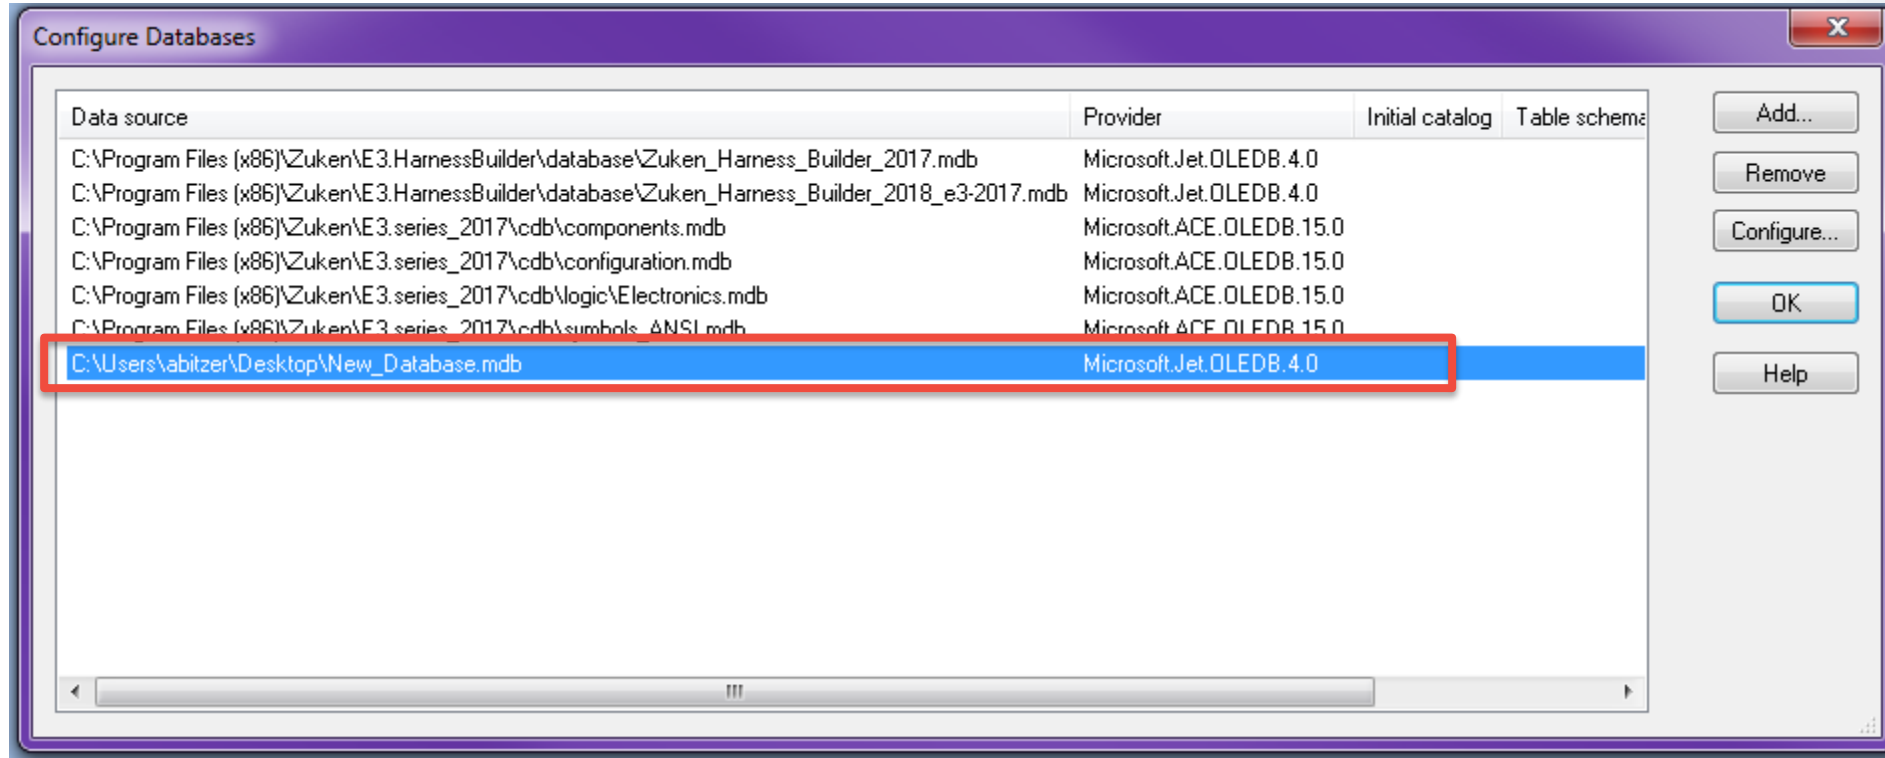 Configure Databases
Data source Provider Initial catalog Table schema
C:\Program Files (x86)\Zuken\E3.HarnessBuilder\database\Zuken_Harness_Builder_2017.mdb Microsoft.Jet.OLEDB.4.0
C:\Program Files (x86)\Zuken\E3.HarnessBuilder\database\Zuken_Harness_Builder_2018_e3-2017.mdb Microsoft.Jet.OLEDB.4.0
C:\Program Files (x86)\Zuken\E3.series_2017\cdb\components.mdb Microsoft.ACE.OLEDB.15.0
C:\Program Files (x86)\Zuken\E3.series_2017\cdb\configuration.mdb Microsoft.ACE.OLEDB.15.0
C:\Program Files (x86)\Zuken\E3.series_2017\cdb\logic\Electronics.mdb Microsoft.ACE.OLEDB.15.0
C:\Program Files (x86)\Zuken\E3.series_2017\cdb\symbols_ANSI.mdb Microsoft.ACE.OLEDB.15.0
C:\Users\abitzer\Desktop\New_Database.mdb Microsoft.Jet.OLEDB.4.0
Add...
Remove
Configure...
OK
Help